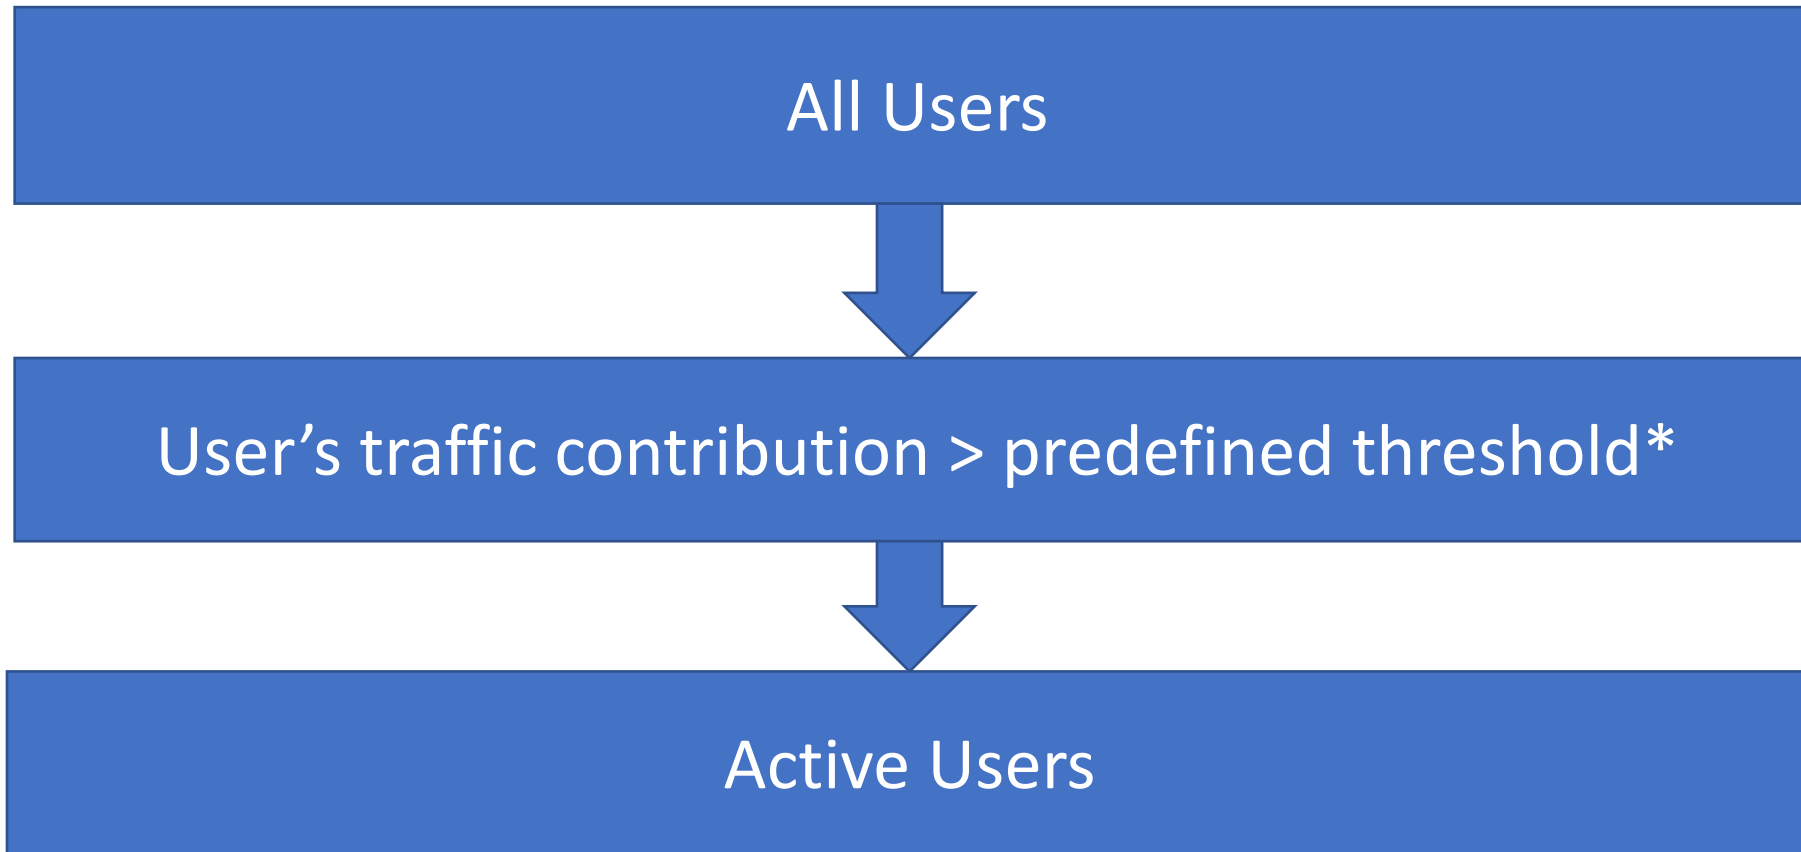 All Users
User’s traffic contribution > predefined threshold*
Active Users